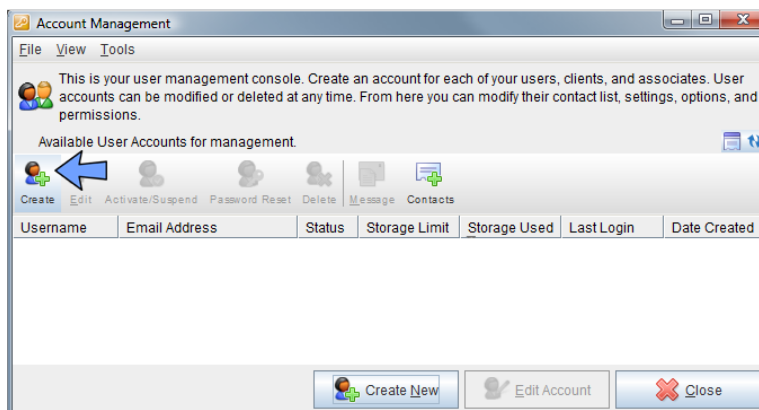 Account Management
File View Tools
This is your user management console. Create an account for each of your users, clients, and associates. User
accounts can be modified or deleted at any time. From here you can modify their contact list, settings, options, and
permissions.
Available User Accounts for management.
Create Edit Activate/Suspend Password Reset Delete Message Contacts
Username Email Address Status Storage Limit Storage Used Last Login Date Created
Create New Edit Account Close